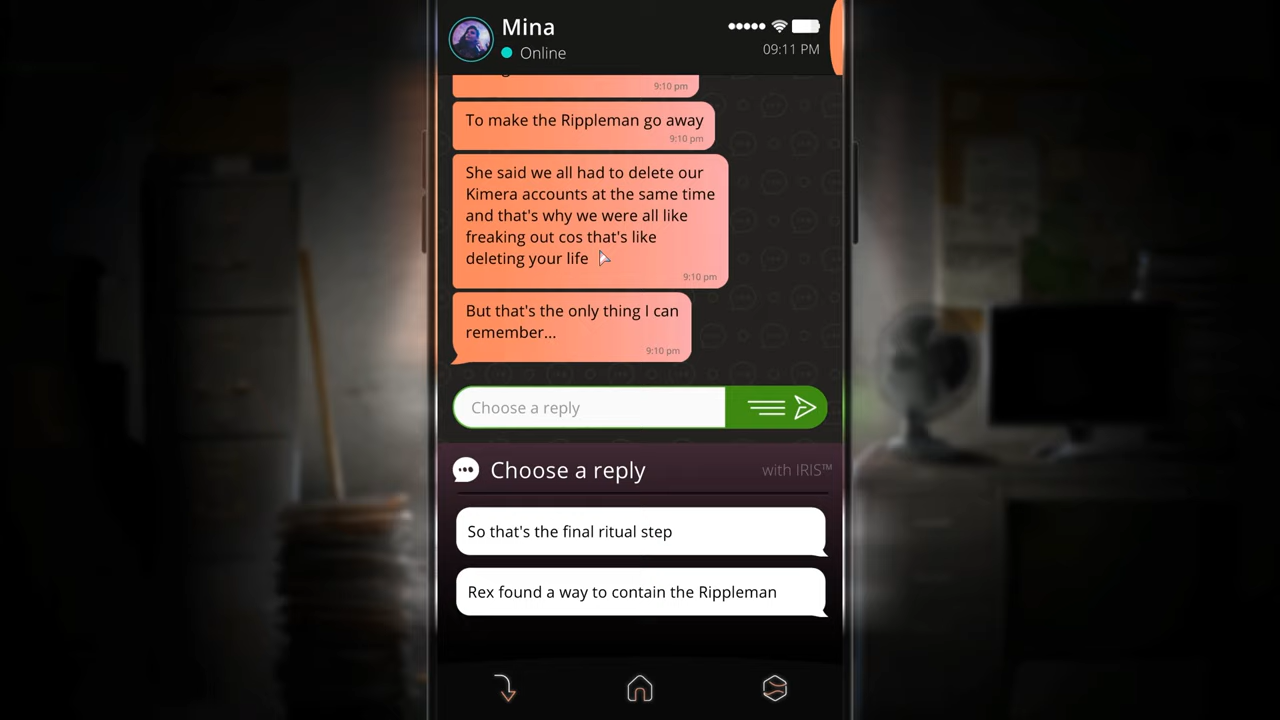 Mina
Online
09:11 PM
9:10 pm
To make the Rippleman go away
9:10 pm
She said we all had to delete our
Kimera accounts at the same time
and that's why we were all like
freaking out cos that's like
deleting your life
9:10 pm
But that's the only thing I can
remember...
9:10 pm
Choose a reply
Choose a reply
with IRIS™
So that's the final ritual step
Rex found a way to contain the Rippleman